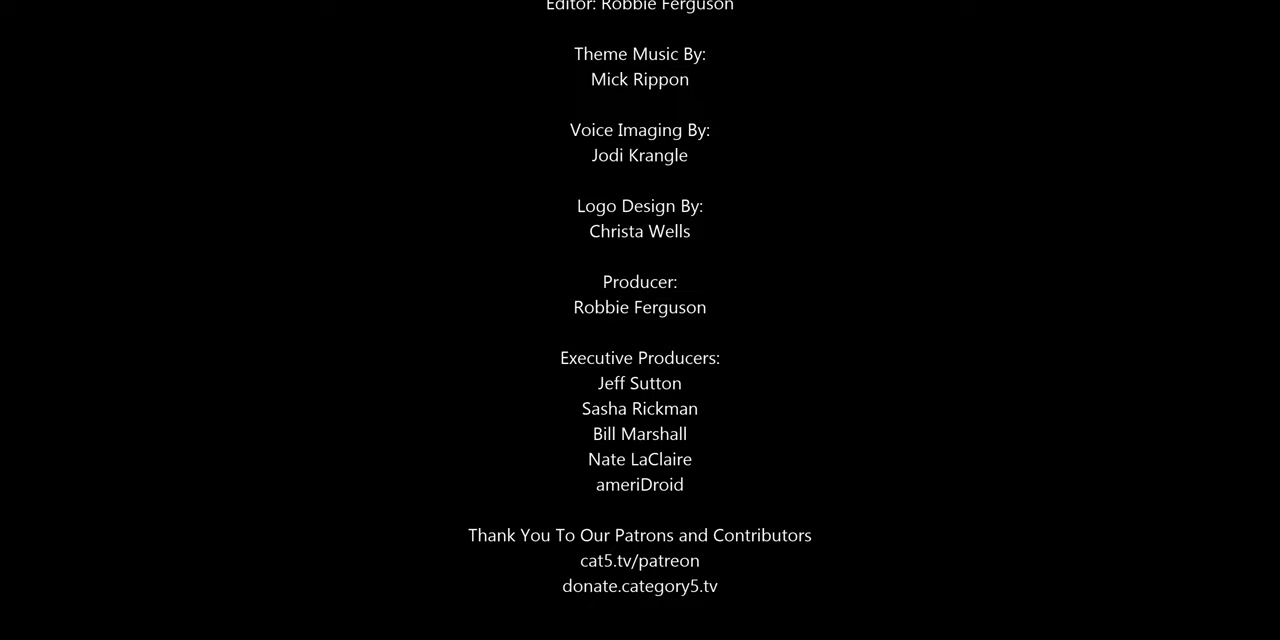 Editor: Robbie Ferguson
Theme Music By:
Mick Rippon
Voice Imaging By:
Jodi Krangle
Logo Design By:
Christa Wells
Producer:
Robbie Ferguson
Executive Producers:
Jeff Sutton
Sasha Rickman
Bill Marshall
Nate LaClaire
ameriDroid
Thank You To Our Patrons and Contributors
cat5.tv/patreon
donate.category5.tv